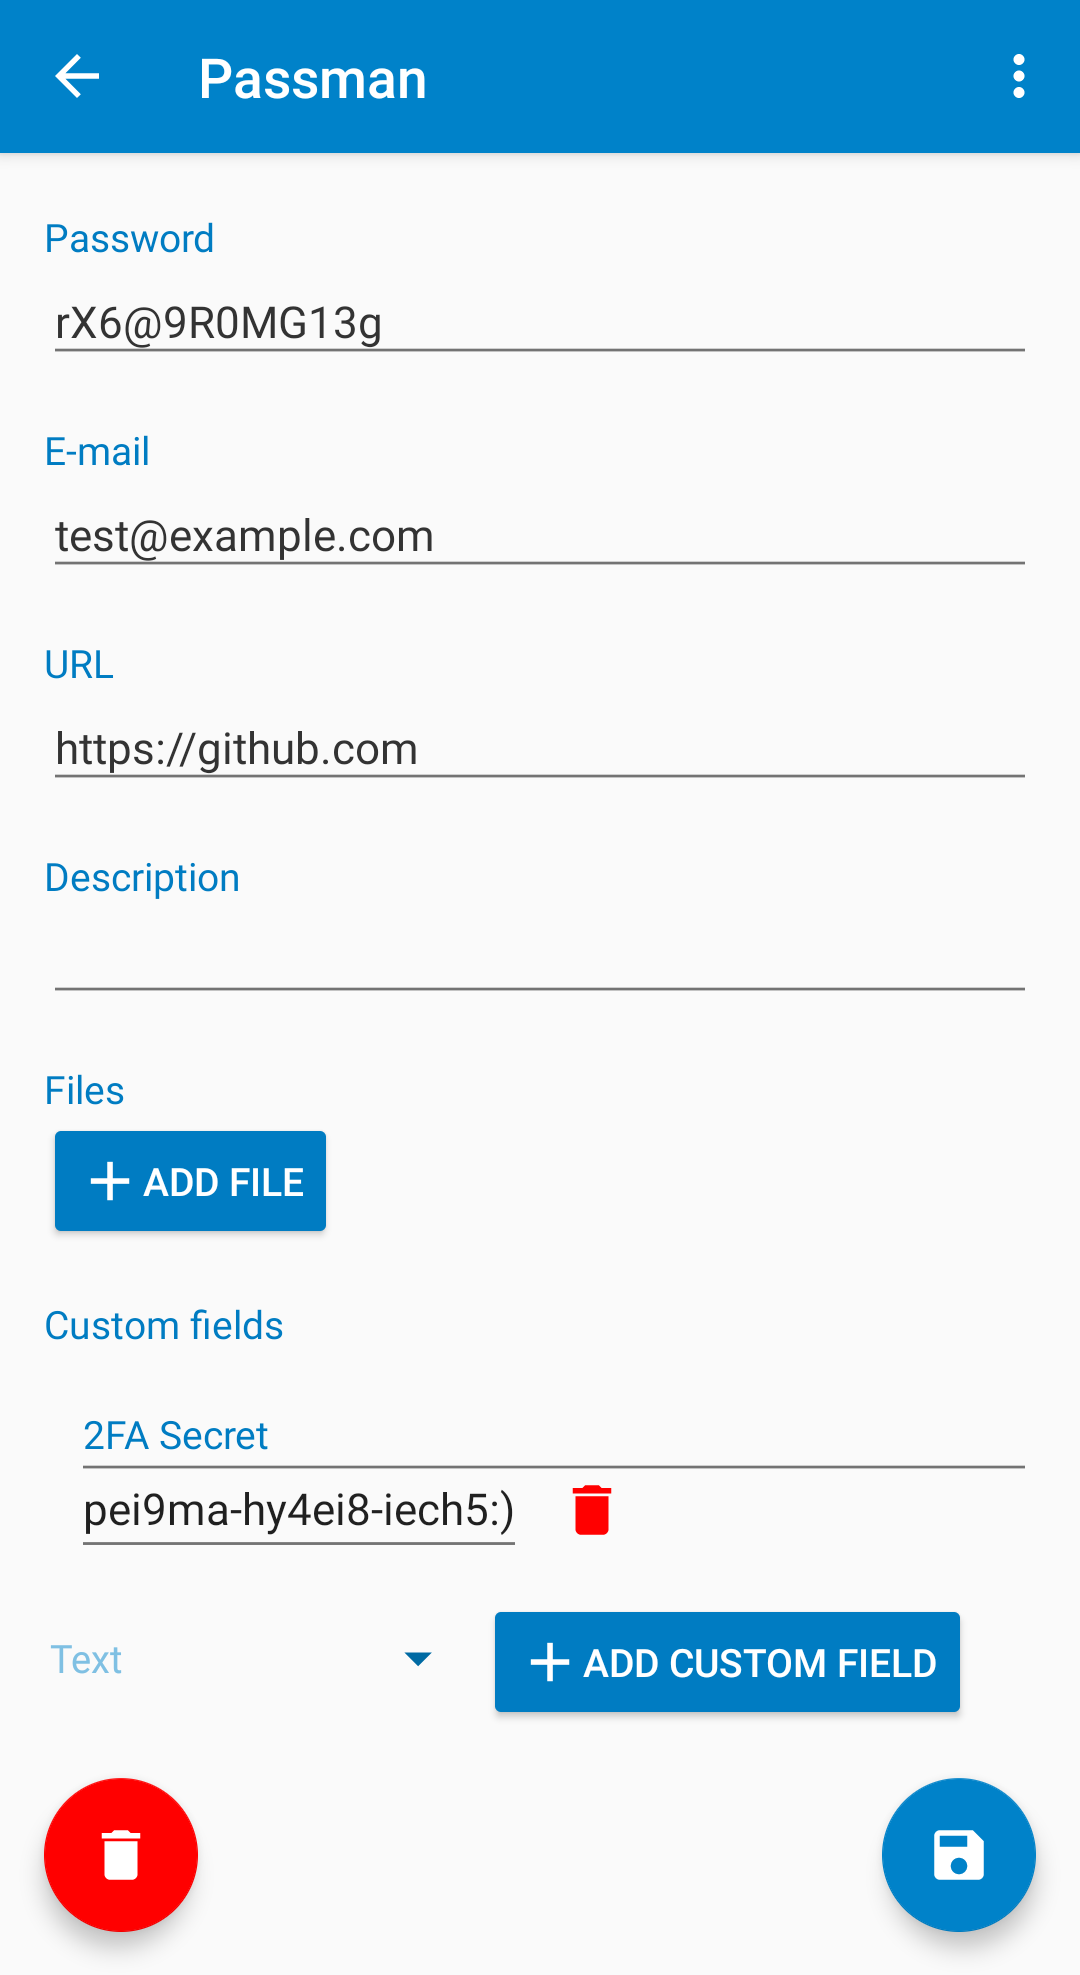 Passman
Password
rX6@9R0MG13g
E-mail
test@example.com
URL
https://github.com
Description
Files
ADD FILE
Custom fields
2FA Secret
pei9ma-hy4ei8-iech5:)
Text
ADD CUSTOM FIELD